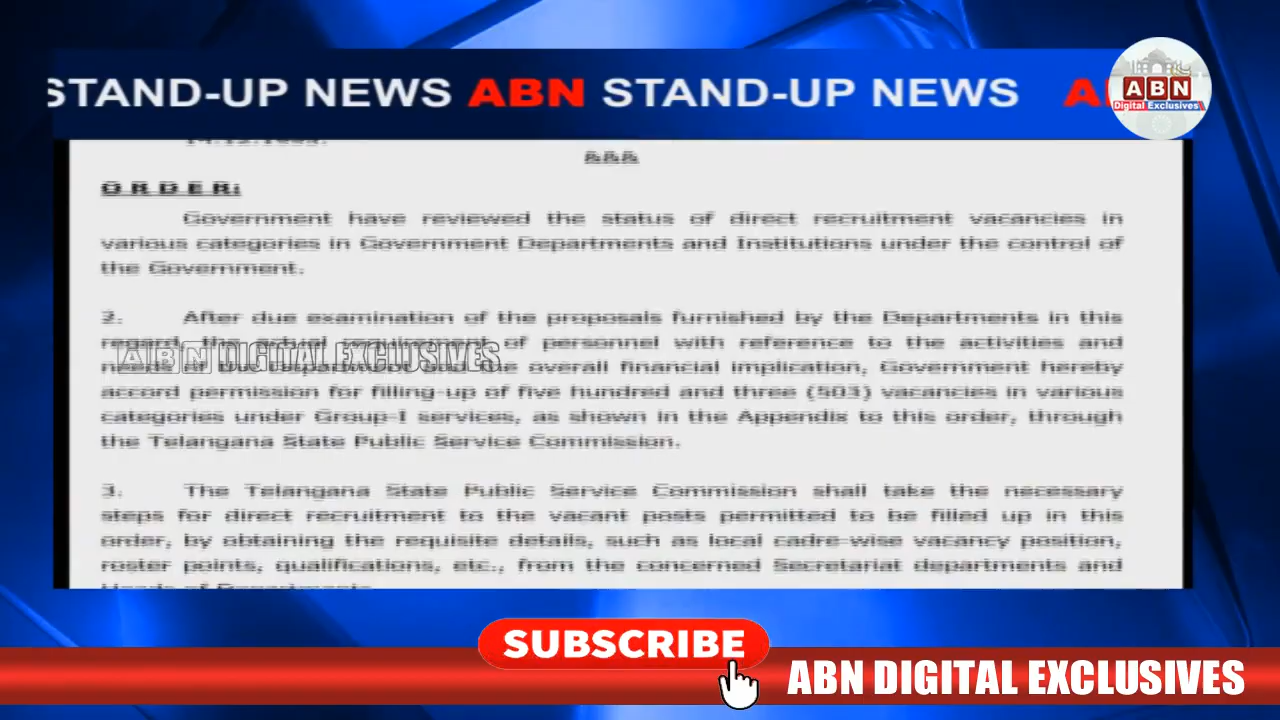 STAND-UP NEWS ABN STAND-UP NEWS
ABN
Digital Exclusives
&&&
O R D E R:
Government have reviewed the status of direct recruitment vacancies in
various categories in Government Departments and Institutions under the control of
the Government.
2. After due examination of the proposals furnished by the Departments in this
of personnel with reference to the activities and
ABN DIGITAL EXCLUSIVES
overall financial implication, Government hereby
accord permission for filling-up of five hundred and three (503) vacancies in various
categories under Group-I services, as shown in the Appendix to this order, through
the Telangana State Public Service Commission.
3. The Telangana State Public Service Commission shall take the necessary
steps for direct recruitment to the vacant posts permitted to be filled up in this
order, by obtaining the requisite details, such as local cadre-wise vacancy position,
roster points, qualifications, etc., from the concerned Secretariat departments and
SUBSCRIBE
ABN DIGITAL EXCLUSIVES